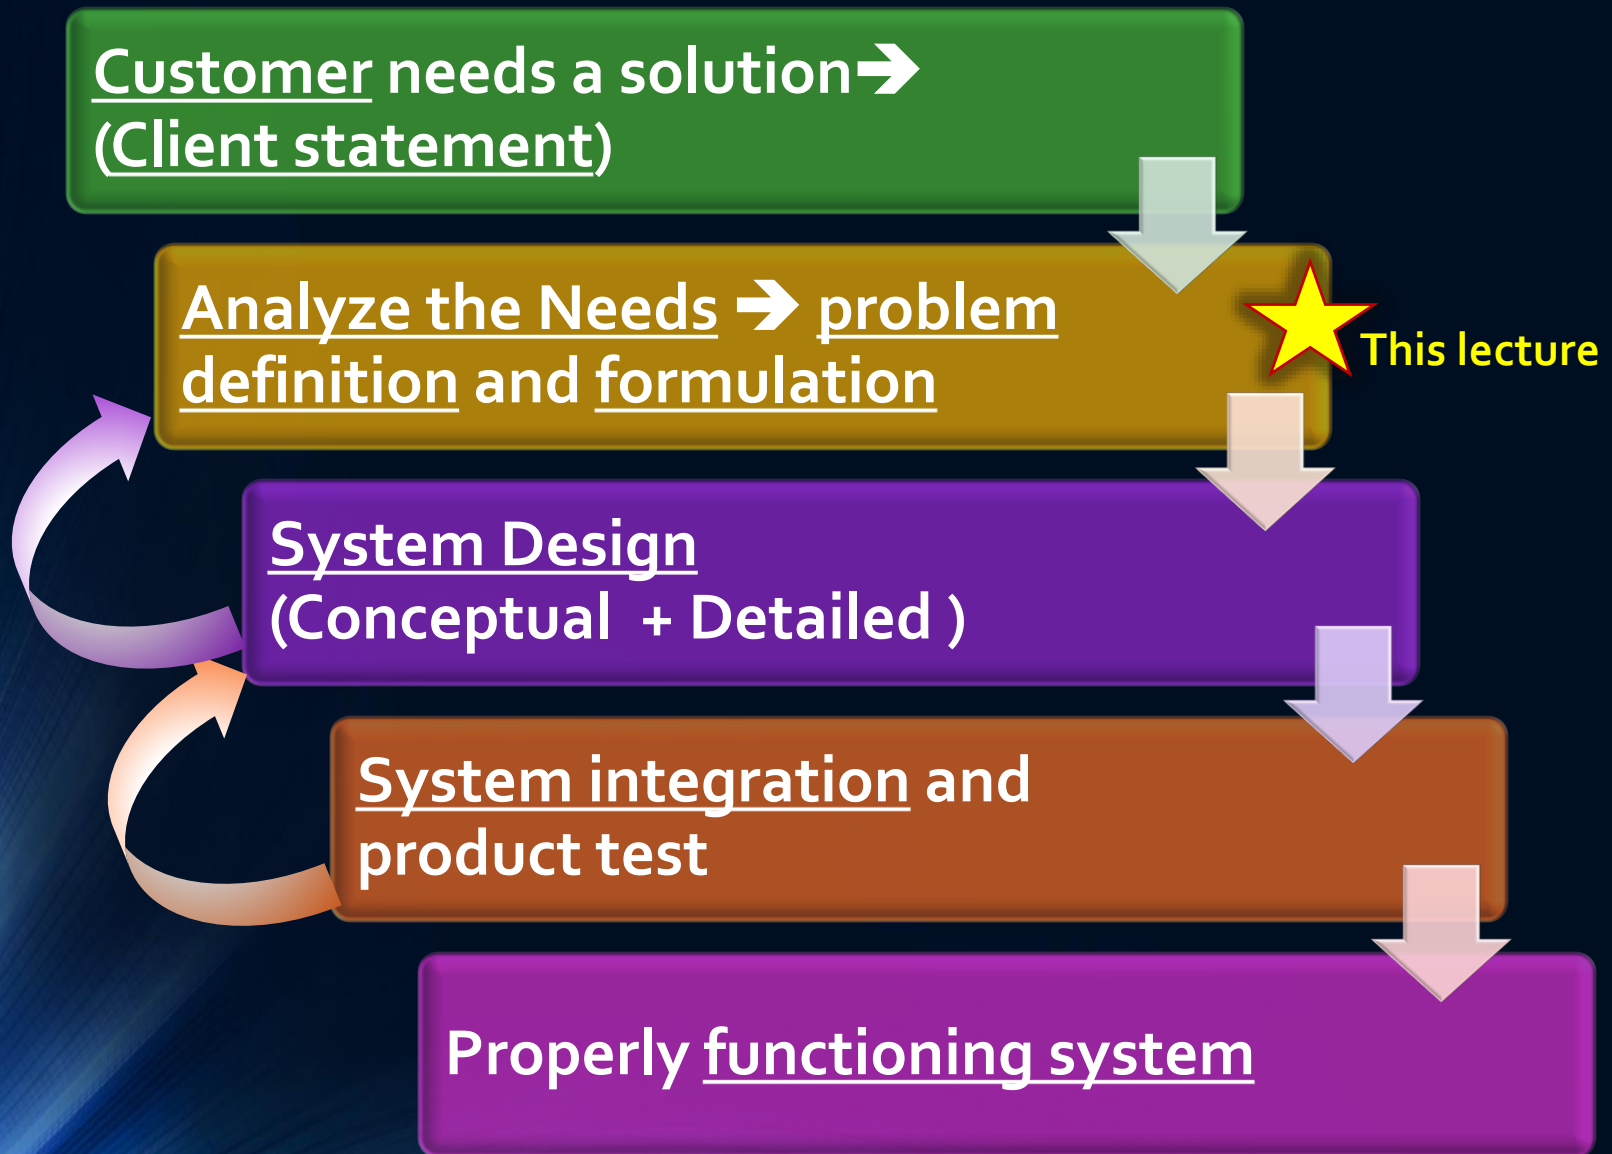 Customer needs a solution➔
(Client statement)
Analyze the Needs ➔ problem
This lecture
definition and formulation
System Design
(Conceptual + Detailed )
System integration and
product test
Properly functioning system